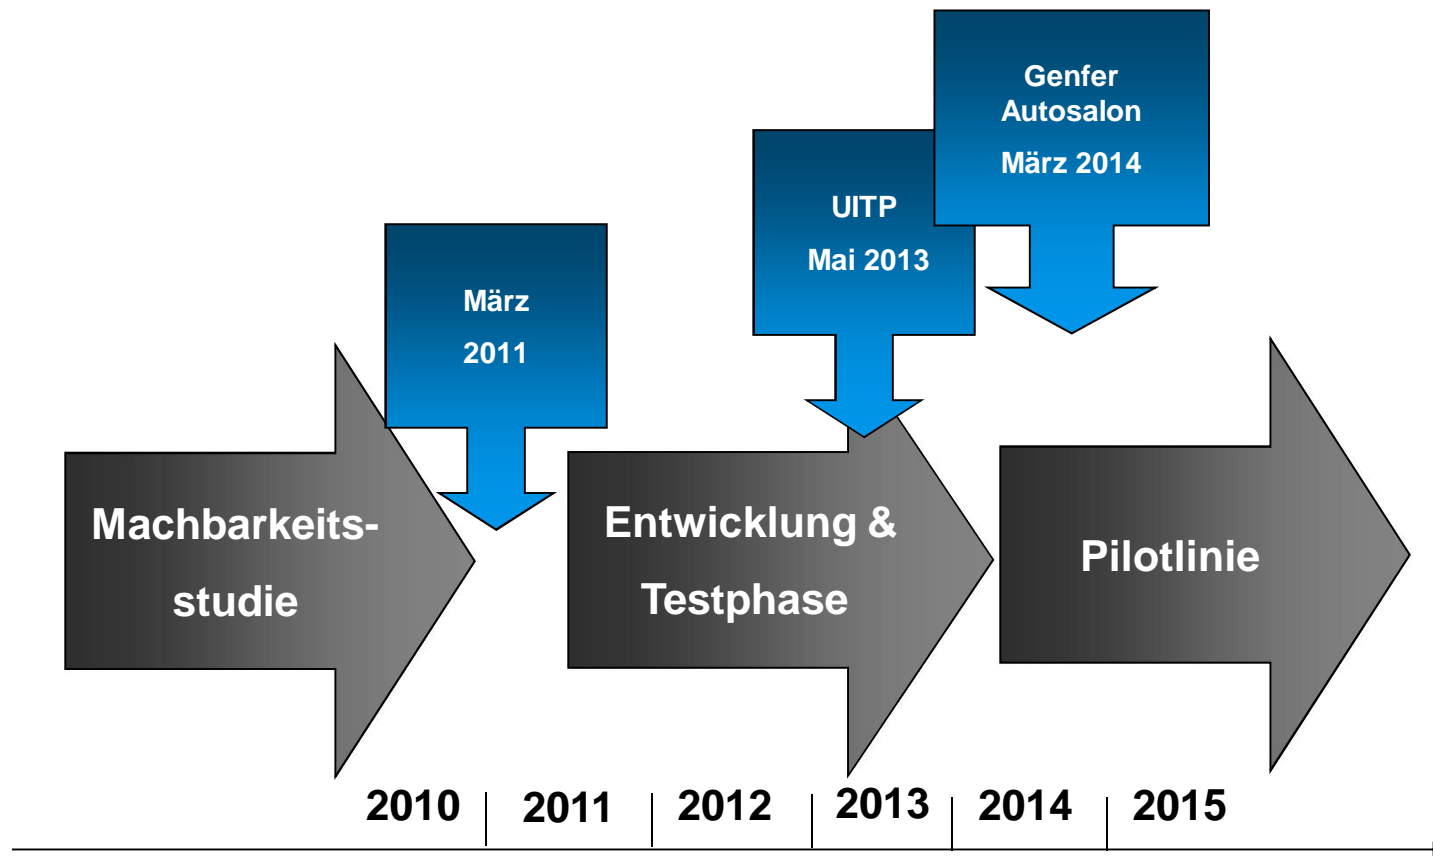 Genfer
Autosalon
März 2014
UITP
Mai 2013
März
2011
Machbarkeits-
studie
Entwicklung &
Testphase
Pilotlinie
2010
2011
2012
2013
2014
2015